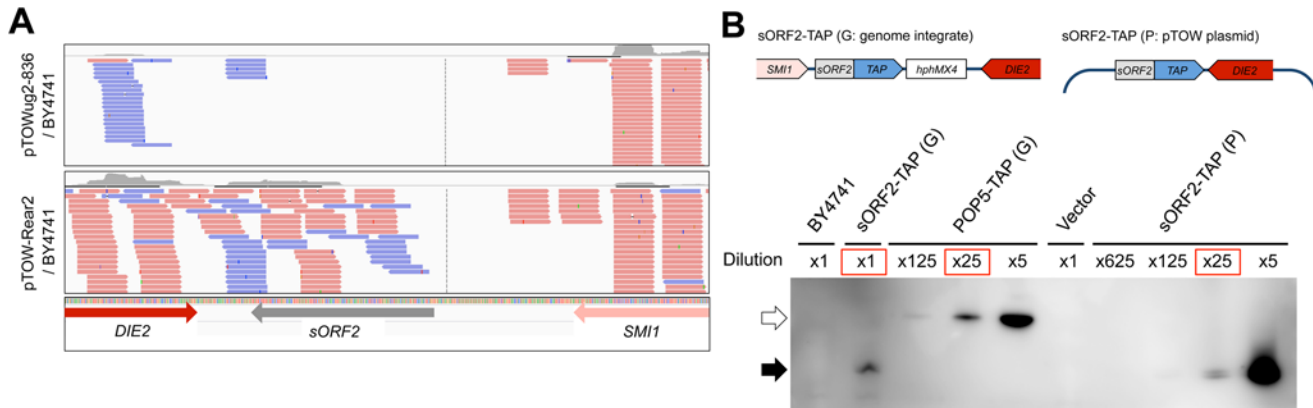 A
pTOWug2-836
/ BY4741
pTOW-Rear2
/ BY4741
DIE2
sORF2
SMI1
B
sORF2-TAP (G: genome integrate)
SMI1
sORF2
TAP
hphMX4
DIE2
sORF2-TAP (P: pTOW plasmid)
sORF2
TAP
DIE2
BY4741
sORF2-TAP (G)
POP5-TAP (G)
Vector
sORF2-TAP (P)
Dilution x1 x1 x125 x25 x5 x1 x625 x125 x25 x5